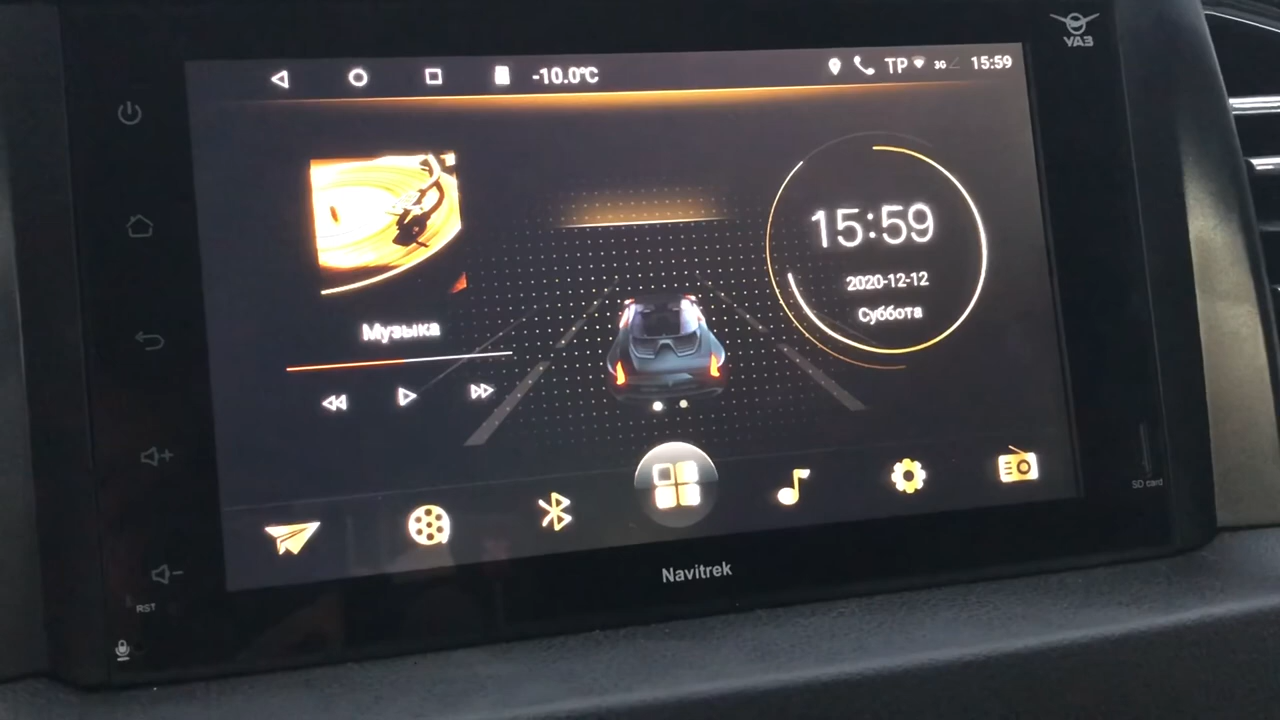 УАЗ
-10.0°C
TP 3G 15:59
15:59
2020-12-12
Суббота
Музыка
SD card
Navitrek
RST